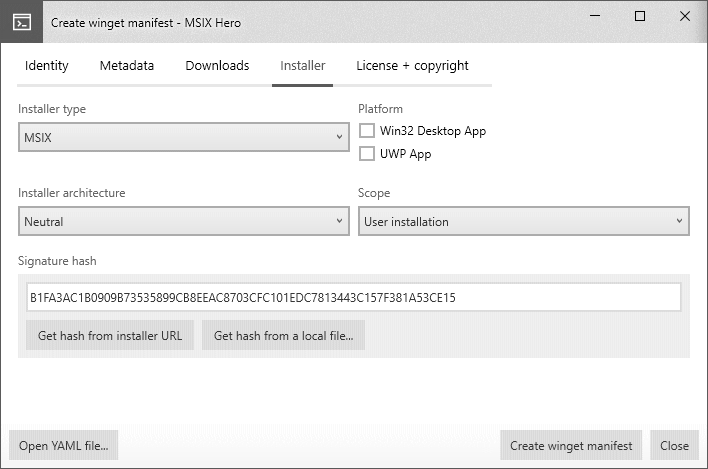 Create winget manifest - MSIX Hero
Identity Metadata Downloads Installer License + copyright
Installer type Platform
MSIX
Win32 Desktop App
UWP App
Installer architecture Scope
Neutral User installation
Signature hash
B1FA3AC1B0909B73535899CB8EEAC8703CFC101EDC7813443C157F381A53CE15
Get hash from installer URL Get hash from a local file...
Open YAML file... Create winget manifest Close